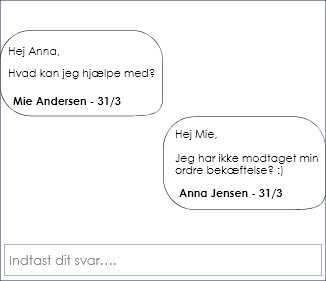 Hej Anna,
Hvad kan jeg hjælpe med?
Mie Andersen - 31/3
Hej Mie,
Jeg har ikke modtaget min
ordre bekæftelse? :)
Anna Jensen - 31/3
Indtast dit svar....